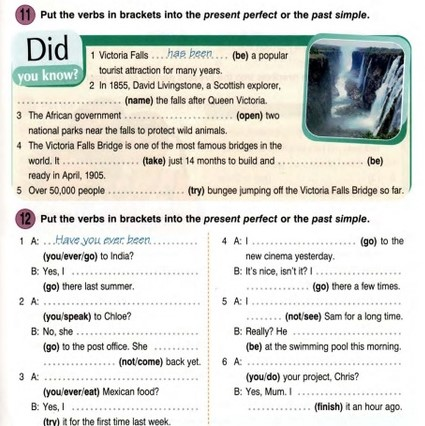 11 Put the verbs in brackets into the present perfect or the past simple.
Did
you know?
1 Victoria Falls ... has been .... (be) a popular
tourist attraction for many years.
2 In 1855, David Livingstone, a Scottish explorer,
.......................... (name) the falls after Queen Victoria.
3 The African government .......................... (open) two
national parks near the falls to protect wild animals.
4 The Victoria Falls Bridge is one of the most famous bridges in the
world. It .................... (take) just 14 months to build and ...................... (be)
ready in April, 1905.
5 Over 50,000 people .................... (try) bungee jumping off the Victoria Falls Bridge so far.
12 Put the verbs in brackets into the present perfect or the past simple.
1 A: ... Have you ever been ..............
(you/ever/go) to India?
B: Yes, I ..................................
(go) there last summer.
2 A: ..................................
(you/speak) to Chloe?
B: No, she ..............................
(go) to the post office. She ............
...................... (not/come) back yet.
3 A: ..................................
(you/ever/eat) Mexican food?
B: Yes, I ..............................
(try) it for the first time last week.
4 A: I .......................... (go) to the
new cinema yesterday.
B: It's nice, isn't it? I ..................
.................. (go) there a few times.
5 A: I ..................................
............ (not/see) Sam for a long time.
B: Really? He ..........................
(be) at the swimming pool this morning.
6 A: ..................................
(you/do) your project, Chris?
B: Yes, Mum. I ..........................
.................. (finish) it an hour ago.